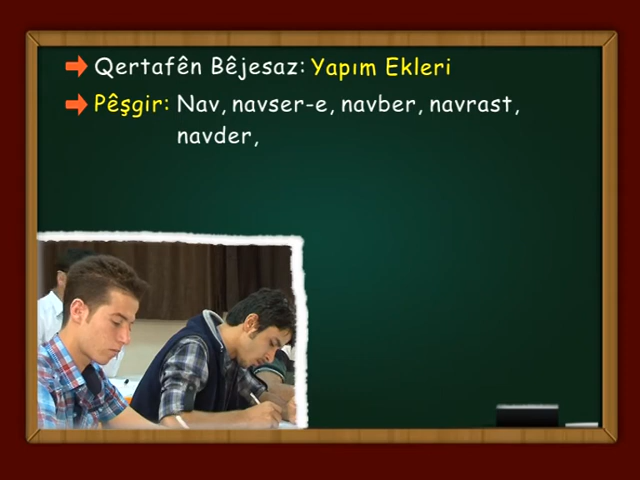 Qertafên Bêjesaz: Yapım Ekleri
Pêşgir: Nav, navser-e, navber, navrast,
navder,